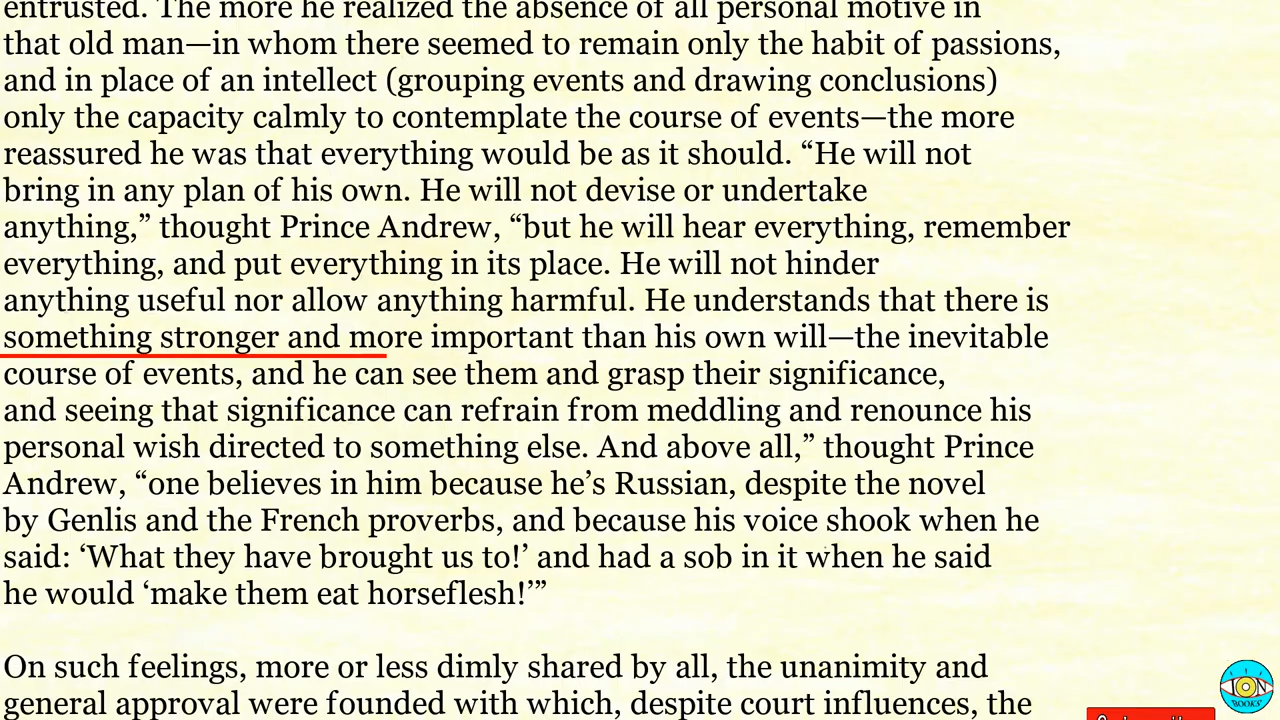 entrusted. The more he realized the absence of all personal motive in
that old man—in whom there seemed to remain only the habit of passions,
and in place of an intellect (grouping events and drawing conclusions)
only the capacity calmly to contemplate the course of events—the more
reassured he was that everything would be as it should. “He will not
bring in any plan of his own. He will not devise or undertake
anything,” thought Prince Andrew, “but he will hear everything, remember
everything, and put everything in its place. He will not hinder
anything useful nor allow anything harmful. He understands that there is
something stronger and more important than his own will—the inevitable
course of events, and he can see them and grasp their significance,
and seeing that significance can refrain from meddling and renounce his
personal wish directed to something else. And above all,” thought Prince
Andrew, “one believes in him because he’s Russian, despite the novel
by Genlis and the French proverbs, and because his voice shook when he
said: ‘What they have brought us to!’ and had a sob in it when he said
he would ‘make them eat horseflesh!’”
On such feelings, more or less dimly shared by all, the unanimity and
general approval were founded with which, despite court influences, the
BOOKS